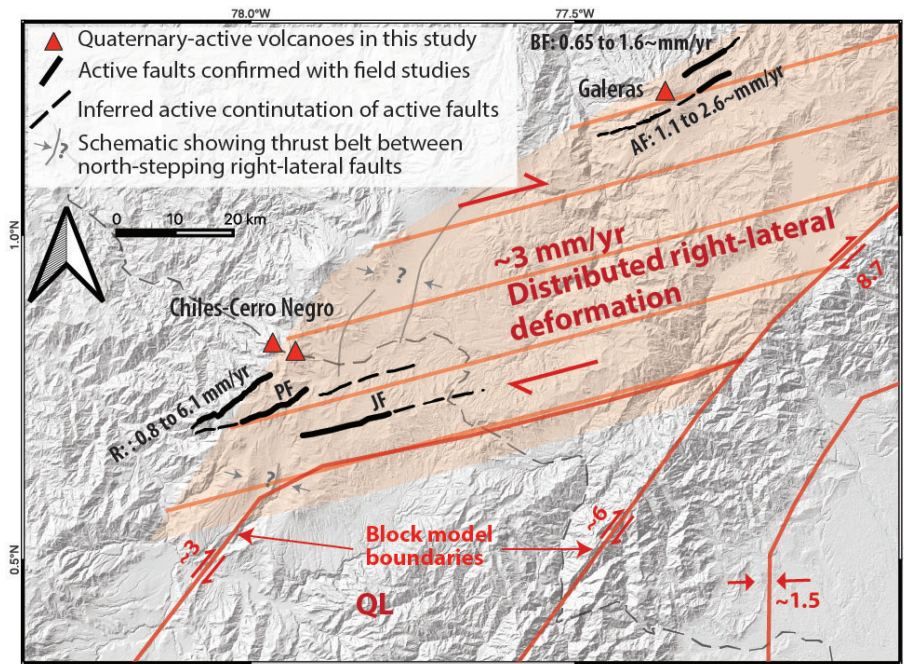 78.0°W
77.5°W
Quaternary-active volcanoes in this study
Active faults confirmed with field studies
Inferred active continutation of active faults
?
Schematic showing thrust belt between
north-stepping right-lateral faults
0 10 20 km
1.0°N
0.5°N
BF: 0.65 to 1.6~mm/yr
Galeras
AF: 1.1 to 2.6~mm/yr
~3 mm/yr
Distributed right-lateral
deformation
8.7
?
Chiles-Cerro Negro
R: :0.8 to 6.1 mm/yr
PF
JF
?
~3
Block model
boundaries
~6
QL
~1.5